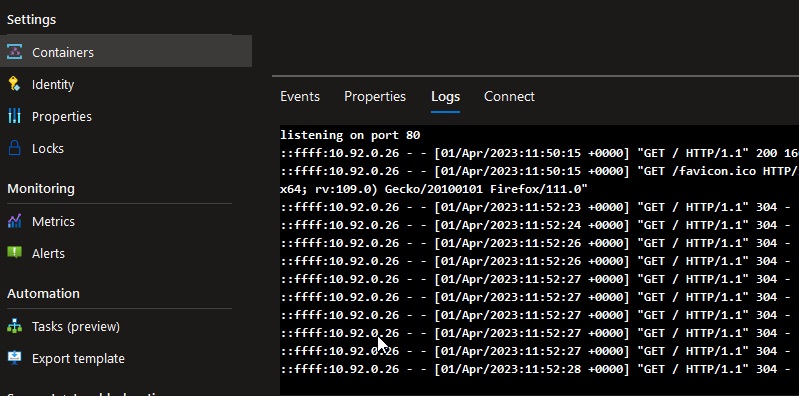 Settings
Containers
Identity
Properties
Locks
Monitoring
Metrics
Alerts
Automation
Tasks (preview)
Export template
Events Properties Logs Connect
listening on port 80
::ffff:10.92.0.26 - - [01/Apr/2023:11:50:15 +0000] "GET / HTTP/1.1" 200
::ffff:10.92.0.26 - - [01/Apr/2023:11:50:15 +0000] "GET /favicon.ico HTTP/
x64; rv:109.0) Gecko/20100101 Firefox/111.0"
::ffff:10.92.0.26 - - [01/Apr/2023:11:52:23 +0000] "GET / HTTP/1.1" 304 -
::ffff:10.92.0.26 - - [01/Apr/2023:11:52:24 +0000] "GET / HTTP/1.1" 304 -
::ffff:10.92.0.26 - - [01/Apr/2023:11:52:26 +0000] "GET / HTTP/1.1" 304 -
::ffff:10.92.0.26 - - [01/Apr/2023:11:52:26 +0000] "GET / HTTP/1.1" 304 -
::ffff:10.92.0.26 - - [01/Apr/2023:11:52:27 +0000] "GET / HTTP/1.1" 304 -
::ffff:10.92.0.26 - - [01/Apr/2023:11:52:27 +0000] "GET / HTTP/1.1" 304 -
::ffff:10.92.0.26 - - [01/Apr/2023:11:52:27 +0000] "GET / HTTP/1.1" 304 -
::ffff:10.92.0.26 - - [01/Apr/2023:11:52:27 +0000] "GET / HTTP/1.1" 304 -
::ffff:10.92.0.26 - - [01/Apr/2023:11:52:27 +0000] "GET / HTTP/1.1" 304 -
::ffff:10.92.0.26 - - [01/Apr/2023:11:52:28 +0000] "GET / HTTP/1.1" 304 -